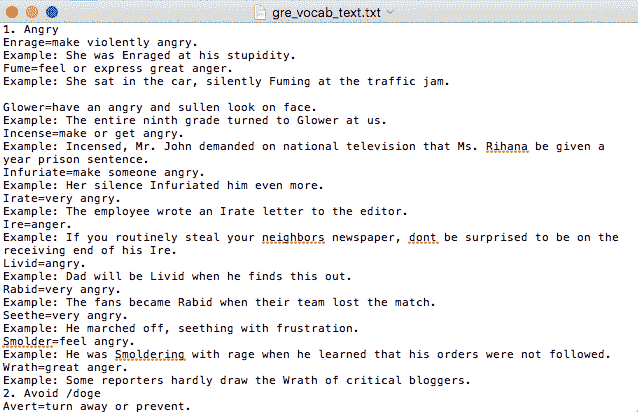 gre_vocab_text.txt
1. Angry
Enrage=make violently angry.
Example: She was Enraged at his stupidity.
Fume=feel or express great anger.
Example: She sat in the car, silently Fuming at the traffic jam.
Glower=have an angry and sullen look on face.
Example: The entire ninth grade turned to Glower at us.
Incense=make or get angry.
Example: Incensed, Mr. John demanded on national television that Ms. Rihana be given a
year prison sentence.
Infuriate=make someone angry.
Example: Her silence Infuriated him even more.
Irate=very angry.
Example: The employee wrote an Irate letter to the editor.
Ire=anger.
Example: If you routinely steal your neighbors newspaper, dont be surprised to be on the
receiving end of his Ire.
Livid=angry.
Example: Dad will be Livid when he finds this out.
Rabid=very angry.
Example: The fans became Rabid when their team lost the match.
Seethe=very angry.
Example: He marched off, seething with frustration.
Smolder=feel angry.
Example: He was Smoldering with rage when he learned that his orders were not followed.
Wrath=great anger.
Example: Some reporters hardly draw the Wrath of critical bloggers.
2. Avoid /doge
Avert=turn away or prevent.